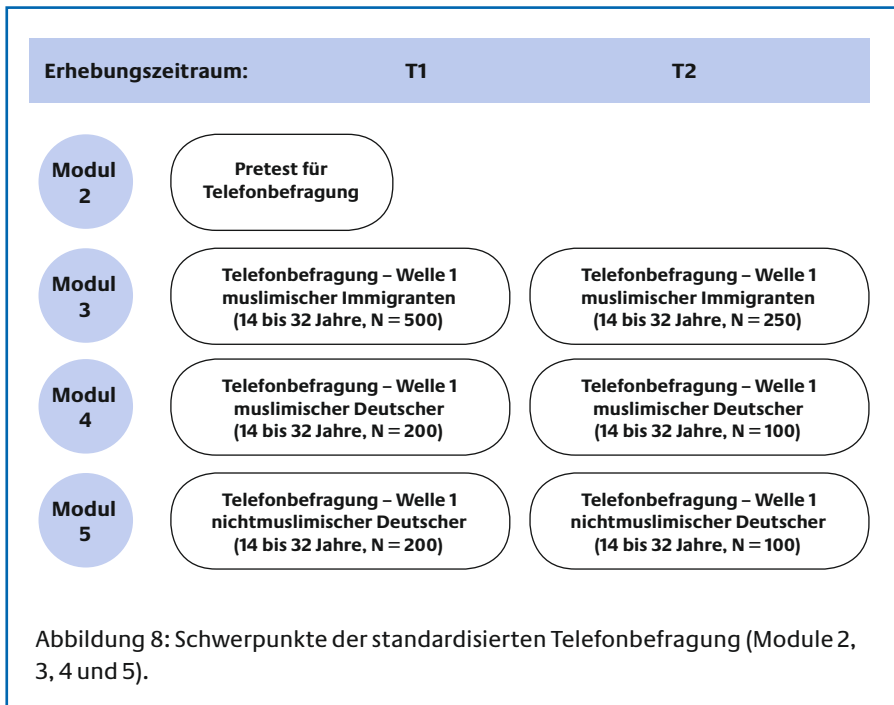 Erhebungszeitraum: T1 T2
Modul
2
Pretest für
Telefonbefragung
Modul
3
Telefonbefragung – Welle 1
muslimischer Immigranten
(14 bis 32 Jahre, N = 500)
Telefonbefragung – Welle 1
muslimischer Immigranten
(14 bis 32 Jahre, N = 250)
Modul
4
Telefonbefragung – Welle 1
muslimischer Deutscher
(14 bis 32 Jahre, N = 200)
Telefonbefragung – Welle 1
muslimischer Deutscher
(14 bis 32 Jahre, N = 100)
Modul
5
Telefonbefragung – Welle 1
nichtmuslimischer Deutscher
(14 bis 32 Jahre, N = 200)
Telefonbefragung – Welle 1
nichtmuslimischer Deutscher
(14 bis 32 Jahre, N = 100)
Abbildung 8: Schwerpunkte der standardisierten Telefonbefragung (Module 2,
3, 4 und 5).